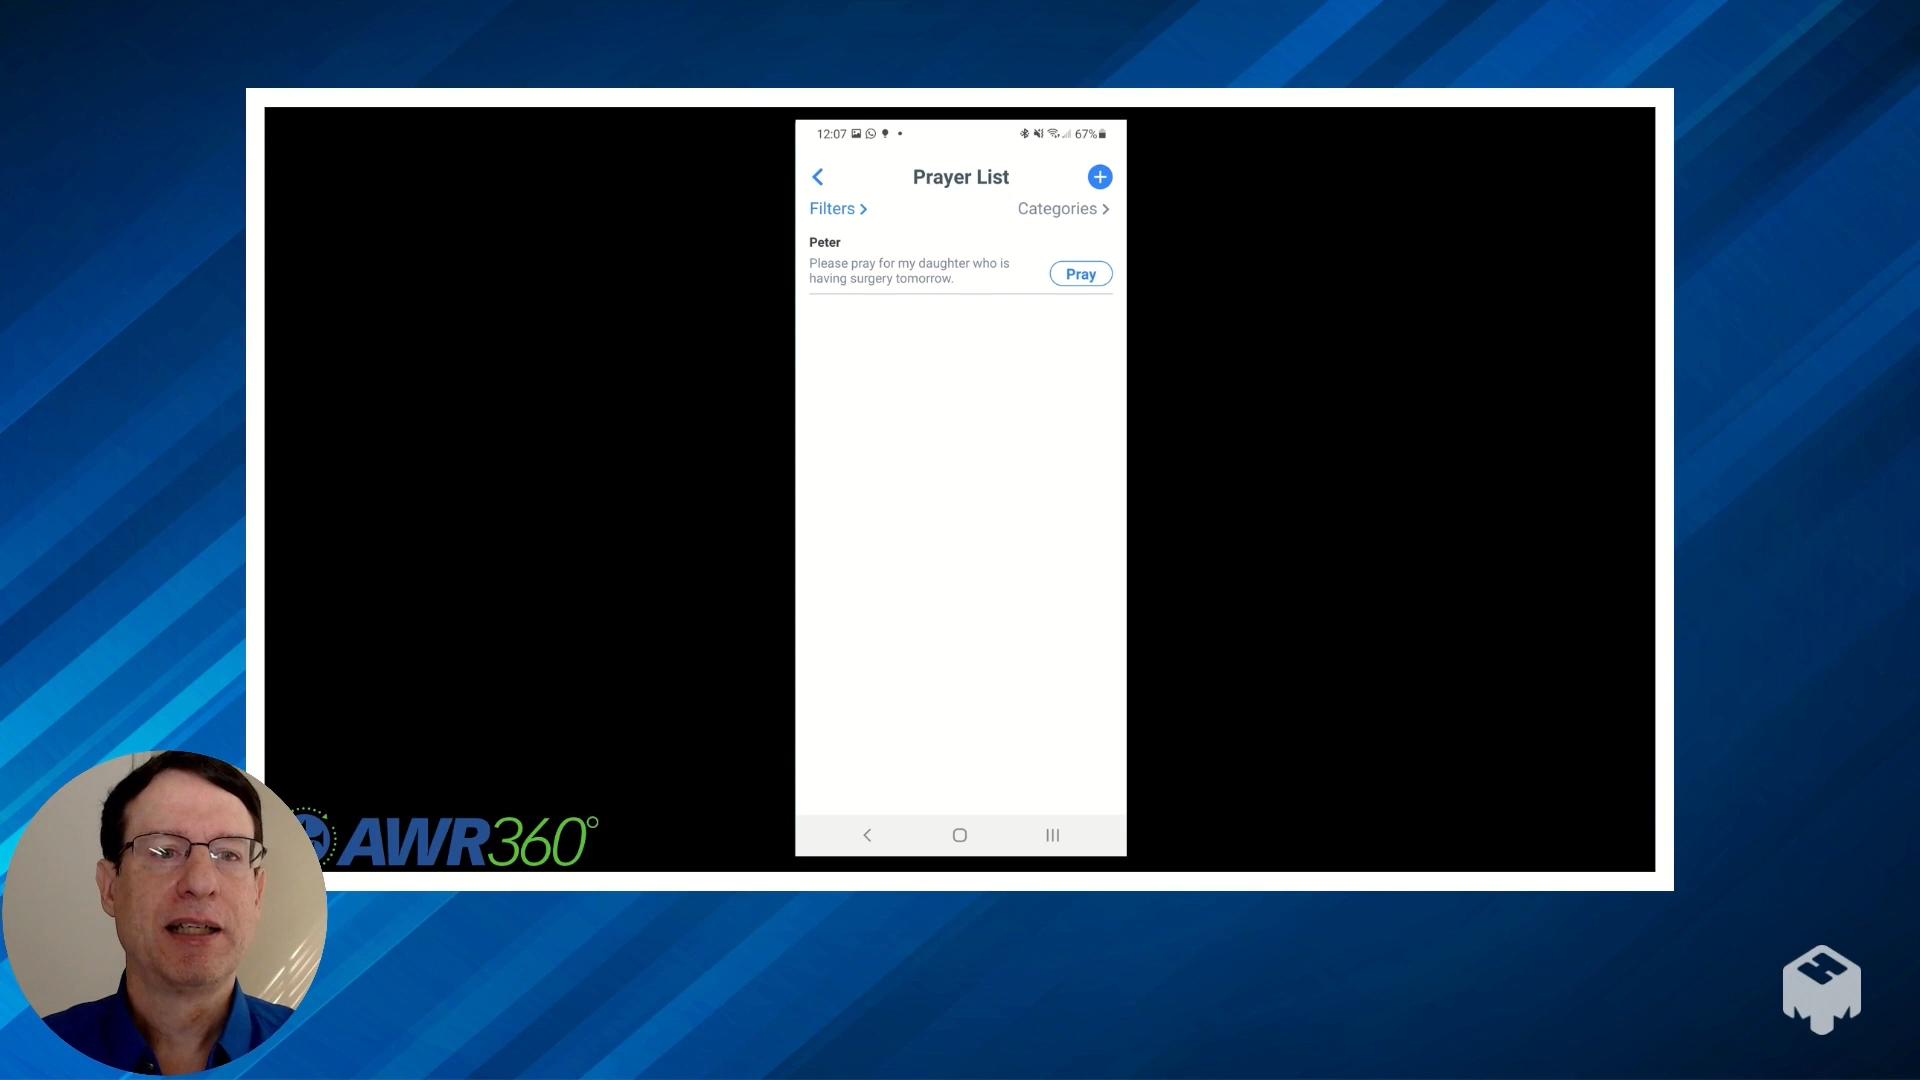 12:07
67%
Prayer List
Filters
Categories
Peter
Please pray for my daughter who is
having surgery tomorrow.
Pray
AWR360°